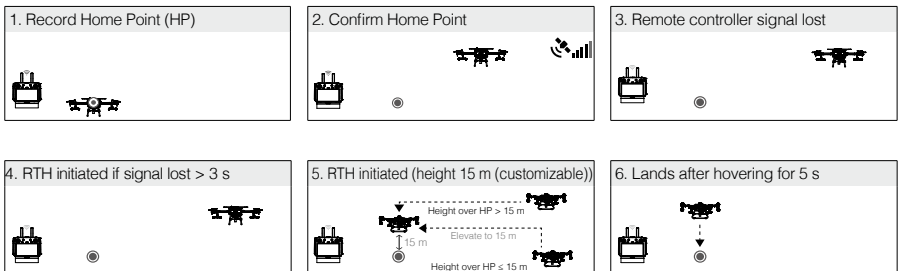 1. Record Home Point (HP)
2. Confirm Home Point
3. Remote controller signal lost
4. RTH initiated if signal lost > 3 s
5. RTH initiated (height 15 m (customizable))
Height over HP > 15 m
Elevate to 15 m
15 m
Height over HP ≤ 15 m
6. Lands after hovering for 5 s